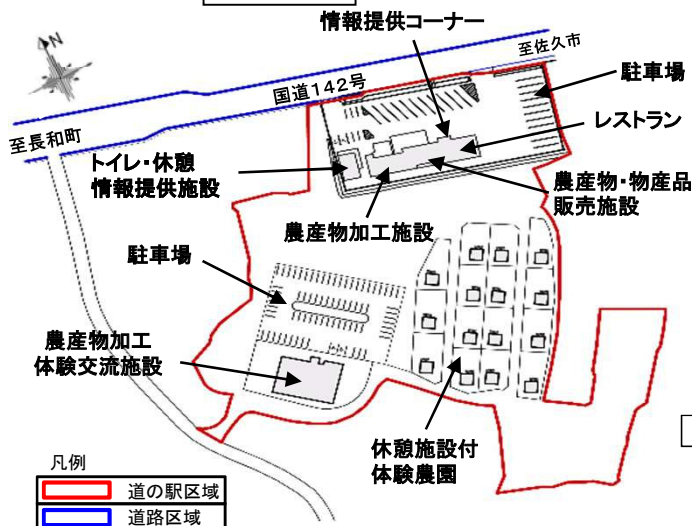 情報提供コーナー
N
至佐久市
国道142号
駐車場
至長和町
レストラン
トイレ・休憩
情報提供施設
農産物・物産品
販売施設
農産物加工施設
駐車場
農産物加工
体験交流施設
休憩施設付
体験農園
凡例
道の駅区域
道路区域